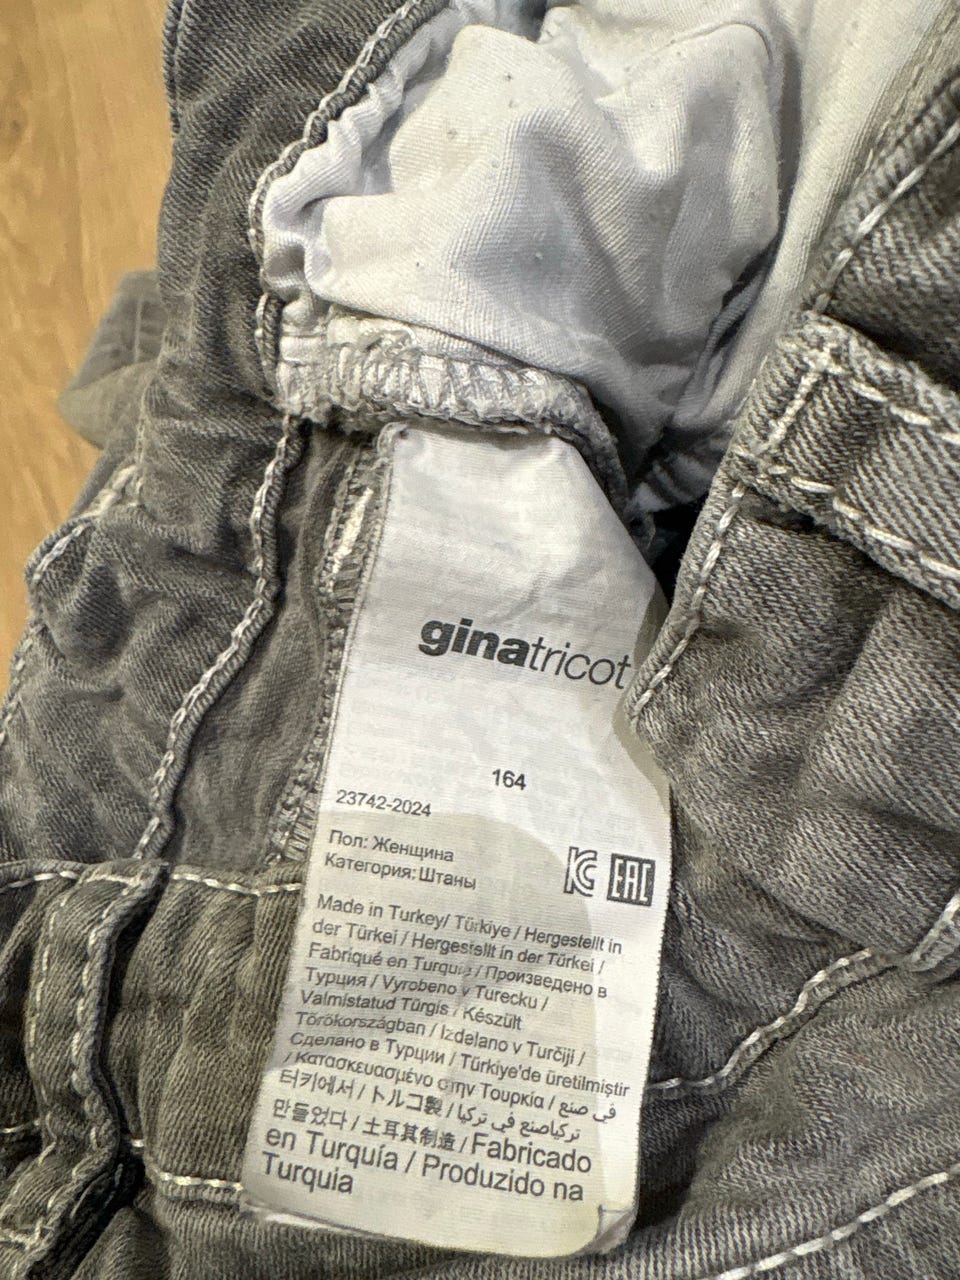 ginatricot
164
23742-2024
Пол: Женщина
Категория: Штаны
KC EAC
Made in Turkey/ Türkiye / Hergestellt in
der Türkei / Hergestellt in der Türkei /
Fabriqué en Turquie / Произведено в
Турция / Vyrobeno v Turecku /
Valmistatud Türgis / Készült
Törökországban / Izdelano v Turčiji /
Сделано в Турции / Türkiye'de üretilmiştir
/ Κατασκευασμένο στην Τουρκία / في صنع
터키에서 / トルコ製 / تركياصنع في تركيا
만들었다 / 土耳其制造 / Fabricado
en Turquía / Produzido na
Turquia